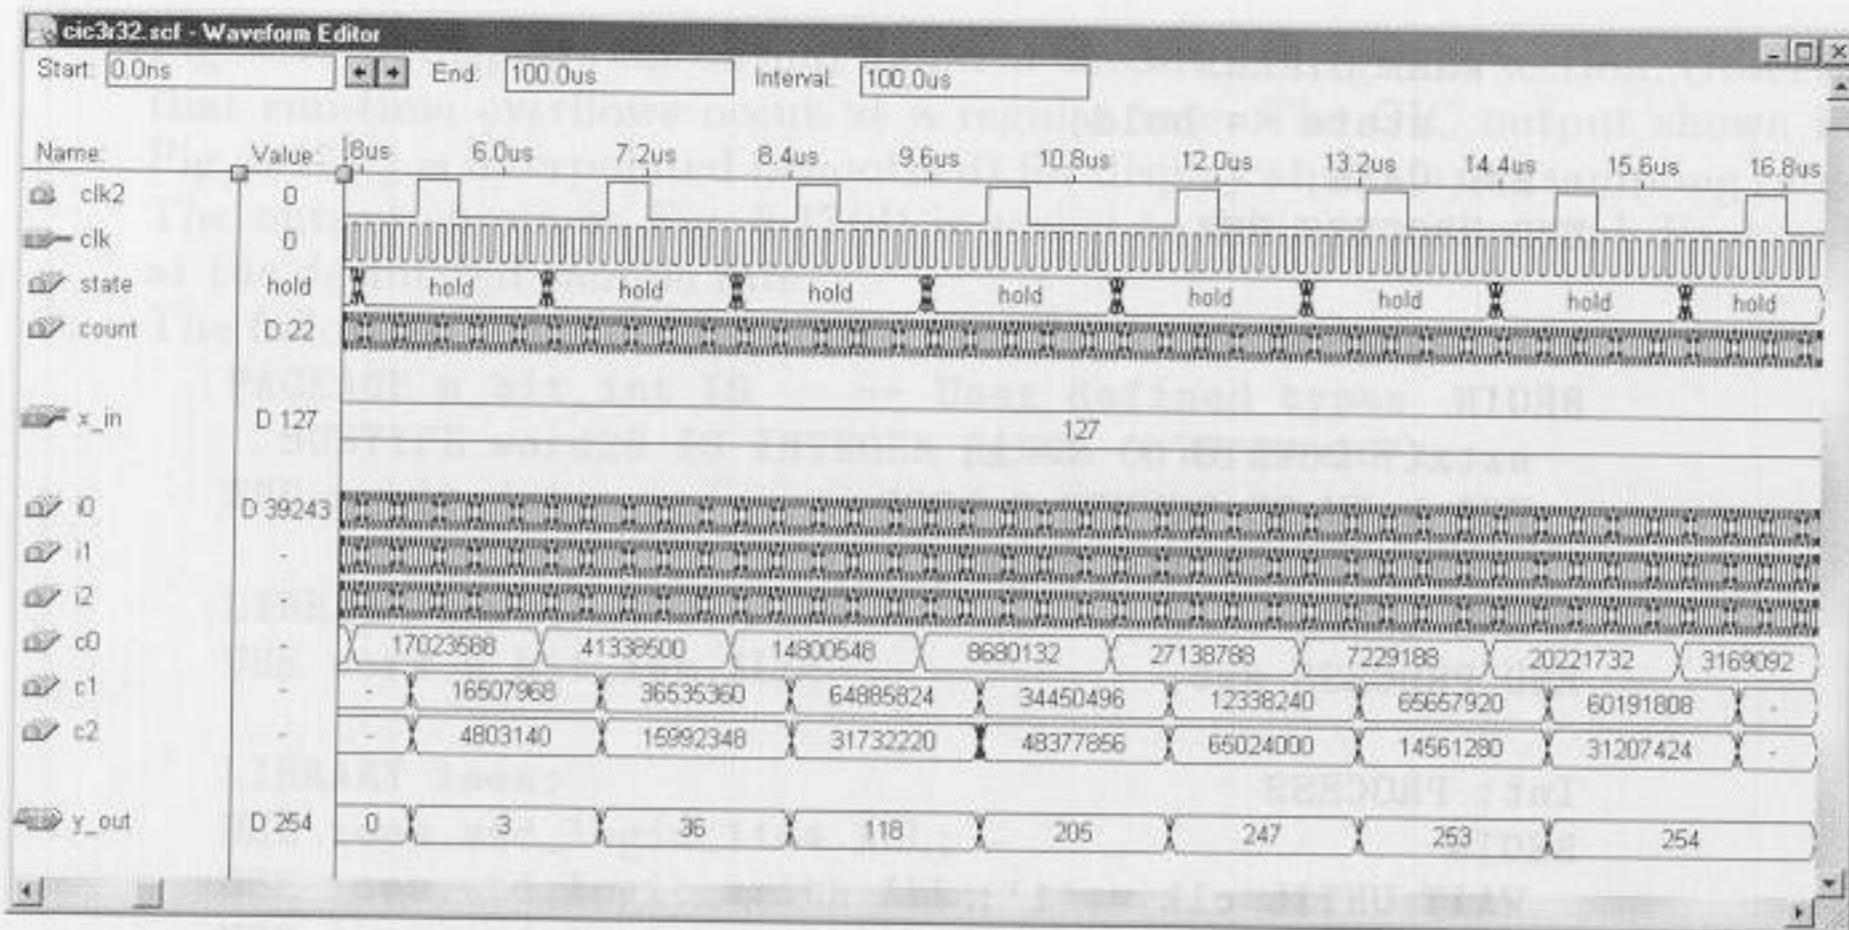 cic3r32.scf - Waveform Editor
Start: 0.0ns End: 100.0us Interval: 100.0us
Name: Value: .8us 6.0us 7.2us 8.4us 9.6us 10.8us 12.0us 13.2us 14.4us 15.6us 16.8us
clk2 0
clk 0
state hold hold hold hold hold hold hold hold hold
count D 22
x_in D 127 127
i0 D 39243
i1 -
i2 -
c0 - 17023588 41338500 14800548 8680132 27138788 7229188 20221732 3169092
c1 - - 16507968 36535360 64885824 34450496 12338240 65657920 60191808 -
c2 - - 4803140 15992348 31732220 48377856 65024000 14561280 31207424 -
y_out D 254 0 3 36 118 205 247 253 254